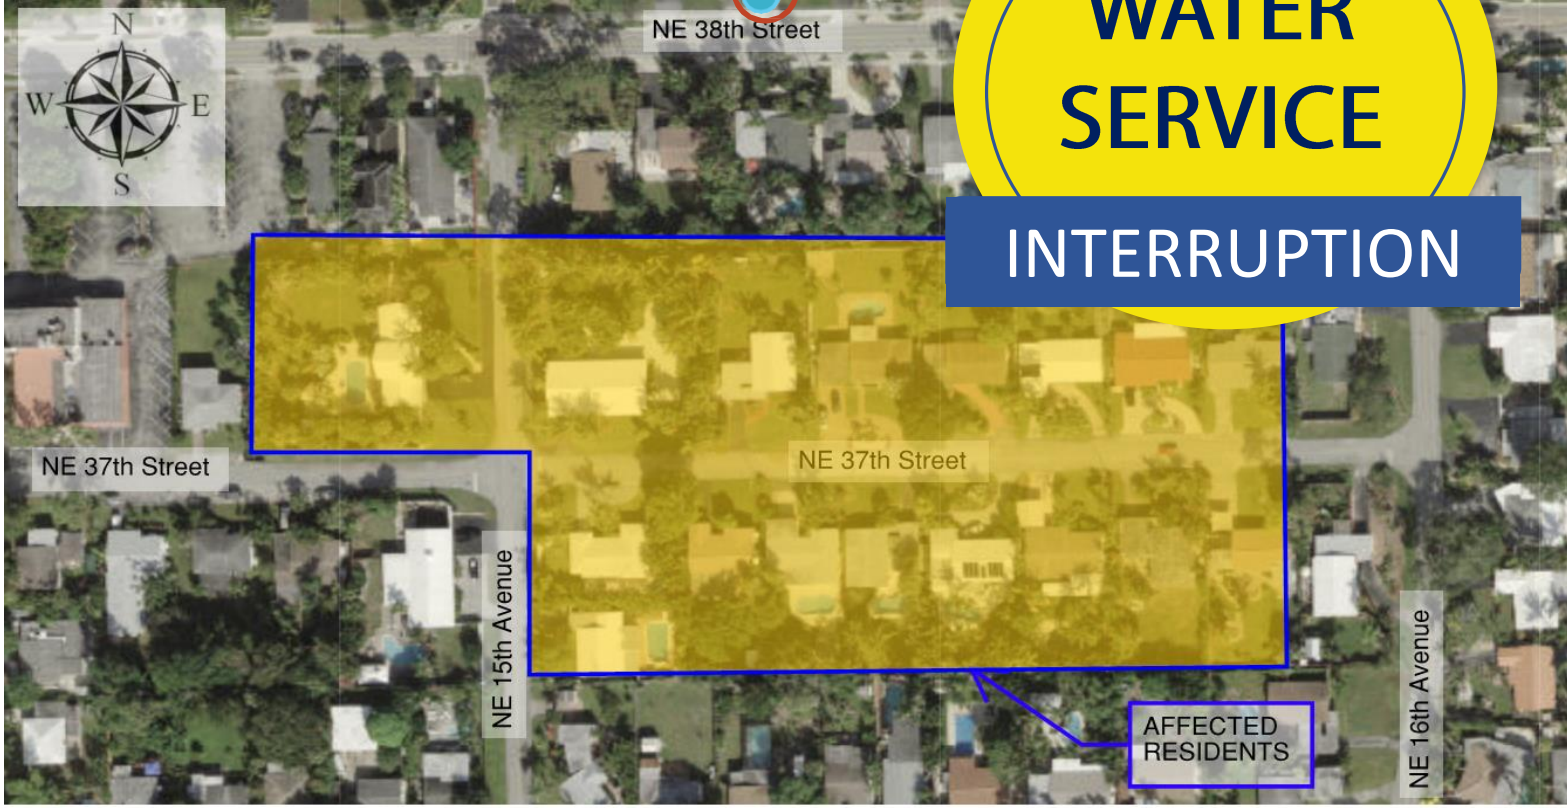 N
W E
S
NE 38th Street
WATER
SERVICE
INTERRUPTION
NE 37th Street
NE 37th Street
NE 15th Avenue
NE 16th Avenue
AFFECTED
RESIDENTS